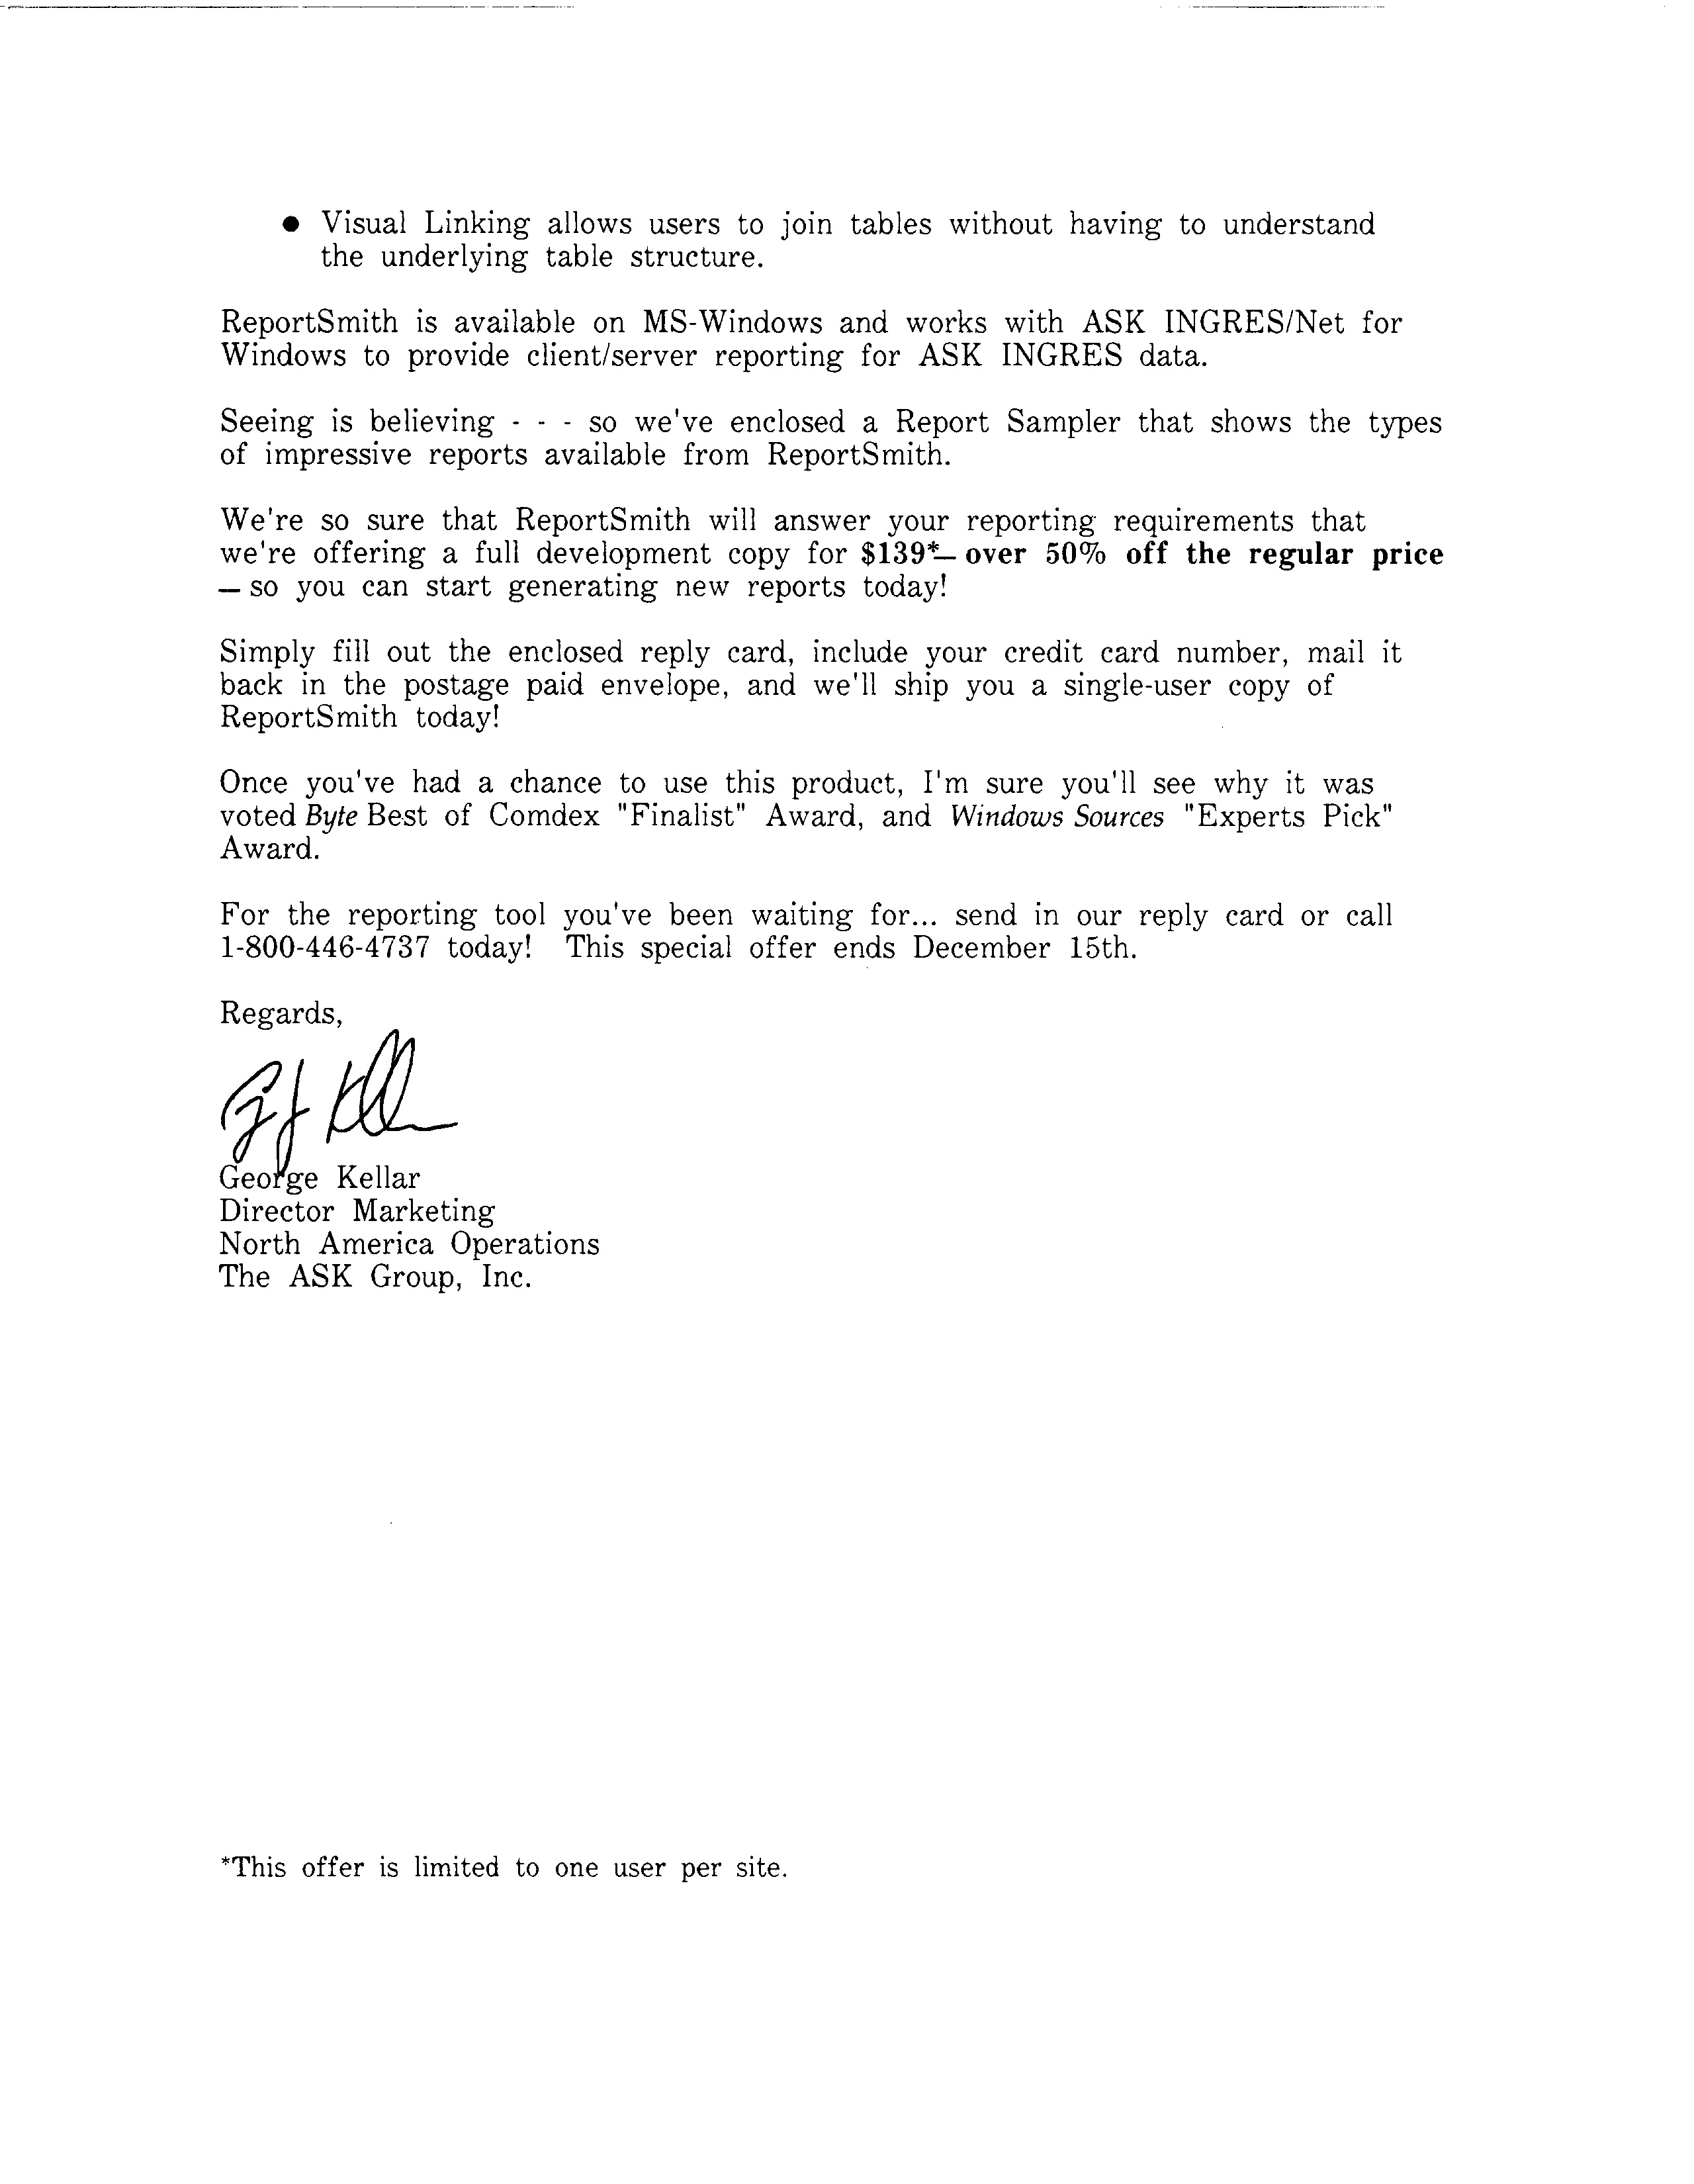 ● Visual Linking allows users to join tables without having to understand
the underlying table structure.
ReportSmith is available on MS-Windows and works with ASK INGRES/Net for
Windows to provide client/server reporting for ASK INGRES data.
Seeing is believing - - - so we've enclosed a Report Sampler that shows the types
of impressive reports available from ReportSmith.
We're so sure that ReportSmith will answer your reporting requirements that
we're offering a full development copy for $139*— over 50% off the regular price
— so you can start generating new reports today!
Simply fill out the enclosed reply card, include your credit card number, mail it
back in the postage paid envelope, and we'll ship you a single-user copy of
ReportSmith today!
Once you've had a chance to use this product, I'm sure you'll see why it was
voted Byte Best of Comdex "Finalist" Award, and Windows Sources "Experts Pick"
Award.
For the reporting tool you've been waiting for... send in our reply card or call
1-800-446-4737 today! This special offer ends December 15th.
Regards,
George Kellar
Director Marketing
North America Operations
The ASK Group, Inc.
*This offer is limited to one user per site.